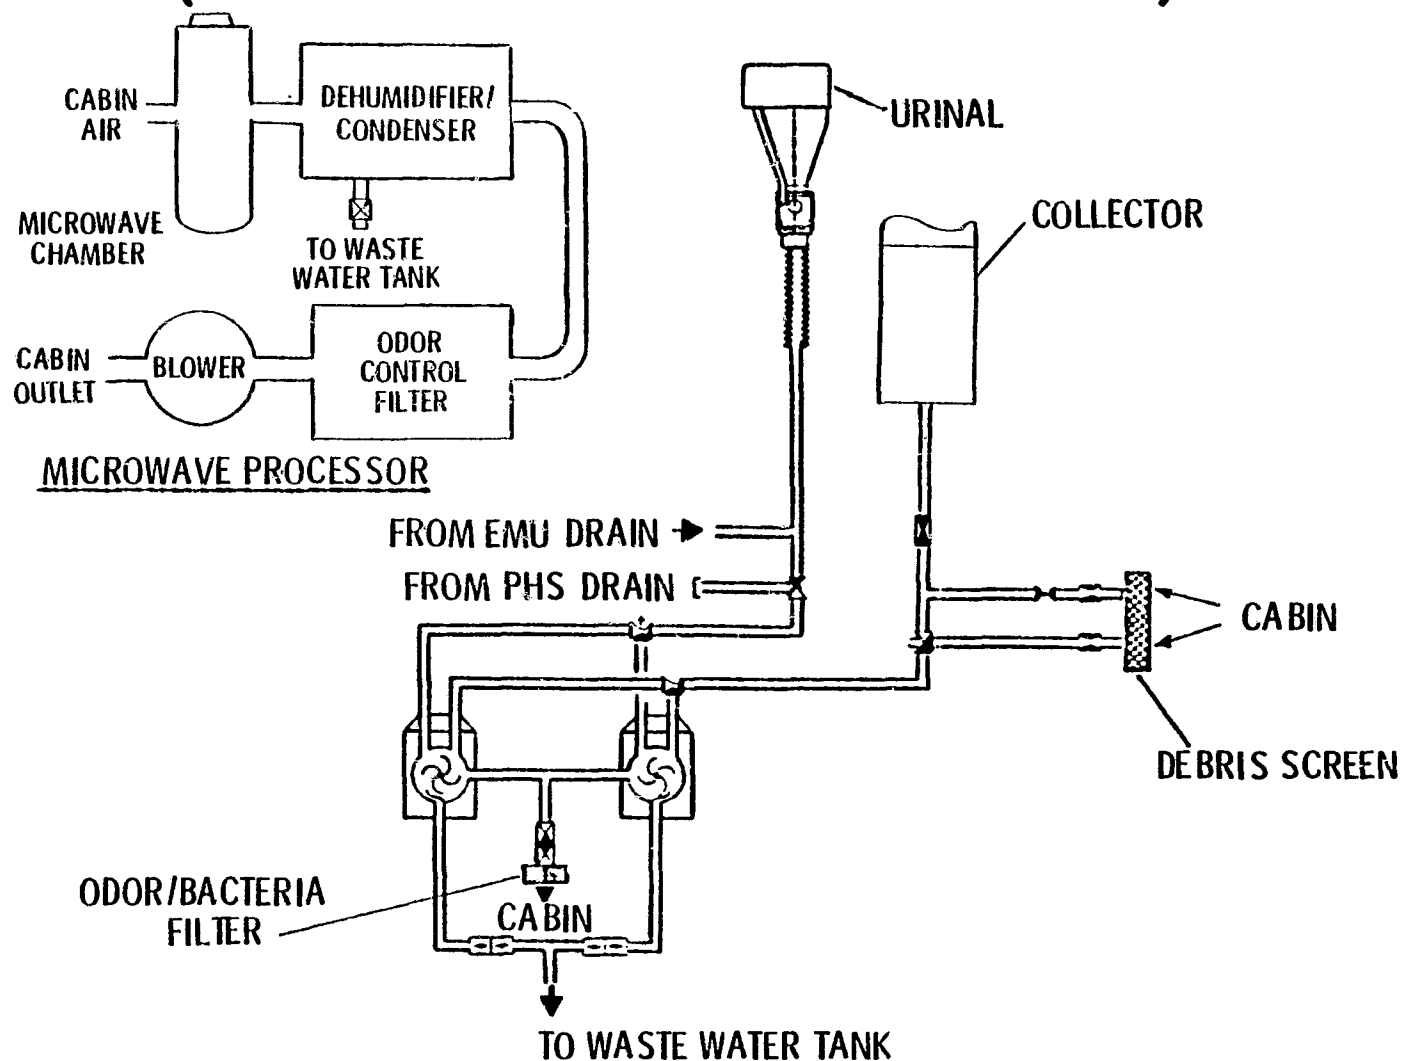 CABIN
AIR
DEHUMIDIFIER/
CONDENSER
MICROWAVE
CHAMBER
TO WASTE
WATER TANK
CABIN
OUTLET
BLOWER
ODOR
CONTROL
FILTER
MICROWAVE PROCESSOR
URINAL
COLLECTOR
FROM EMU DRAIN
FROM PHS DRAIN
CABIN
DEBRIS SCREEN
ODOR/BACTERIA
FILTER
CABIN
TO WASTE WATER TANK